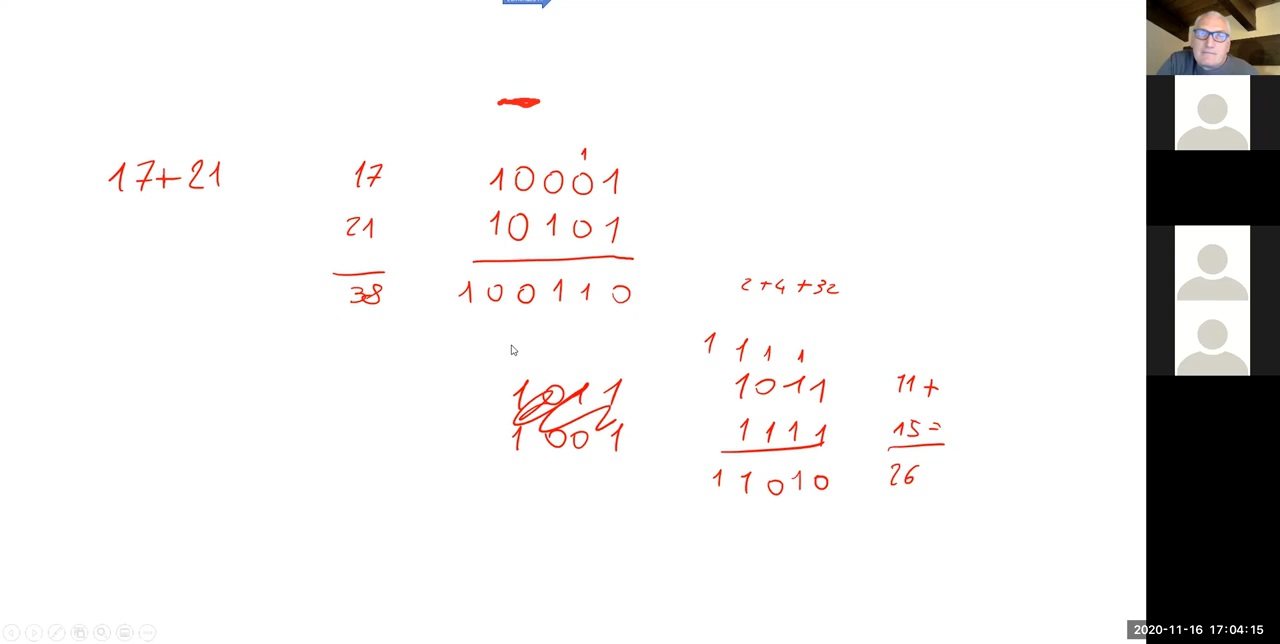 1
17+21 17 10001
21 10101
38 100110
2+4+32
1 1 1 1
1011 1011 11+
1001 1111 15=
11010 26
2020-11-16 17:04:15